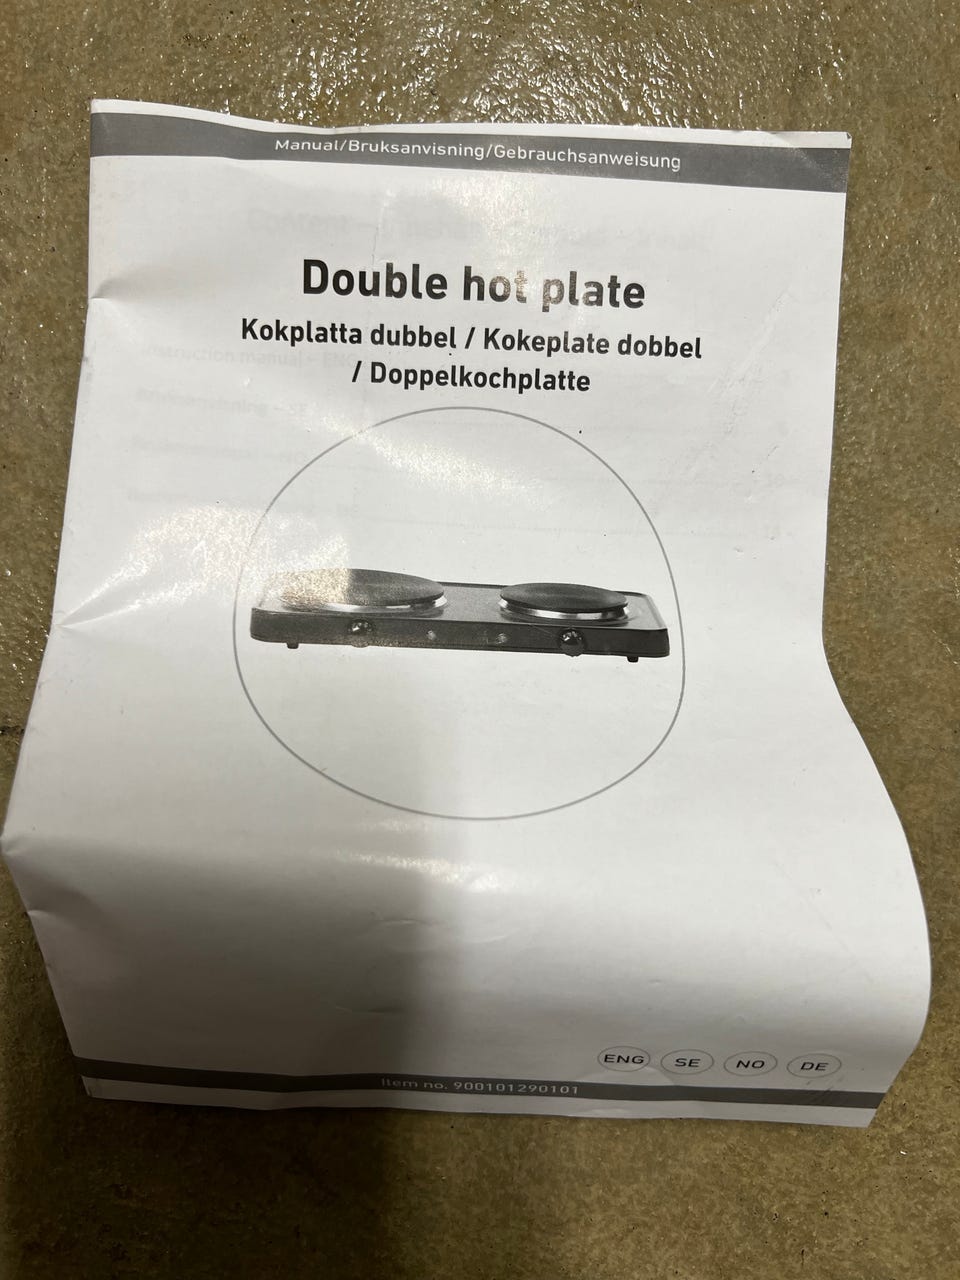 Manual/Bruksanvisning/Gebrauchsanweisung
Double hot plate
Kokplatta dubbel / Kokeplate dobbel
/ Doppelkochplatte
ENG SE NO DE
Item no. 900101290101